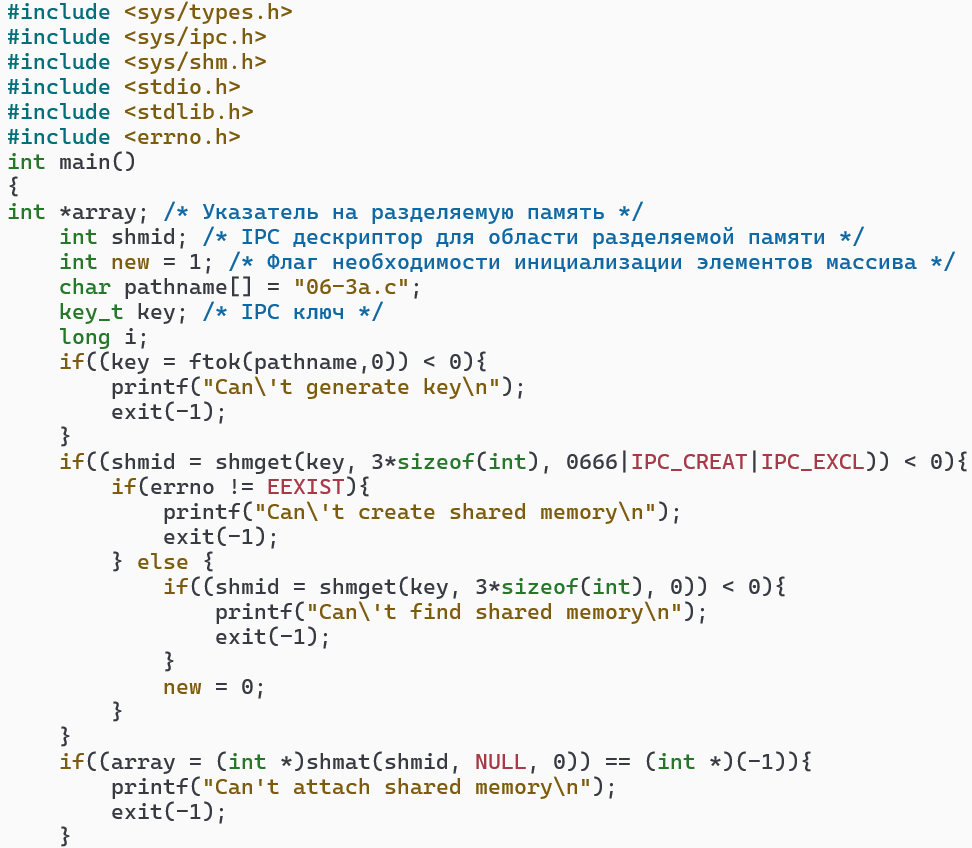 #include <sys/types.h>
#include <sys/ipc.h>
#include <sys/shm.h>
#include <stdio.h>
#include <stdlib.h>
#include <errno.h>
int main()
{
int *array; /* Указатель на разделяемую память */
    int shmid; /* IPC дескриптор для области разделяемой памяти */
    int new = 1; /* Флаг необходимости инициализации элементов массива */
    char pathname[] = "06-3a.c";
    key_t key; /* IPC ключ */
    long i;
    if((key = ftok(pathname,0)) < 0){
        printf("Can\'t generate key\n");
        exit(-1);
    }
    if((shmid = shmget(key, 3*sizeof(int), 0666|IPC_CREAT|IPC_EXCL)) < 0){
        if(errno != EEXIST){
            printf("Can\'t create shared memory\n");
            exit(-1);
        } else {
            if((shmid = shmget(key, 3*sizeof(int), 0)) < 0){
                printf("Can\'t find shared memory\n");
                exit(-1);
            }
            new = 0;
        }
    }
    if((array = (int *)shmat(shmid, NULL, 0)) == (int *)(-1)){
        printf("Can't attach shared memory\n");
        exit(-1);
    }